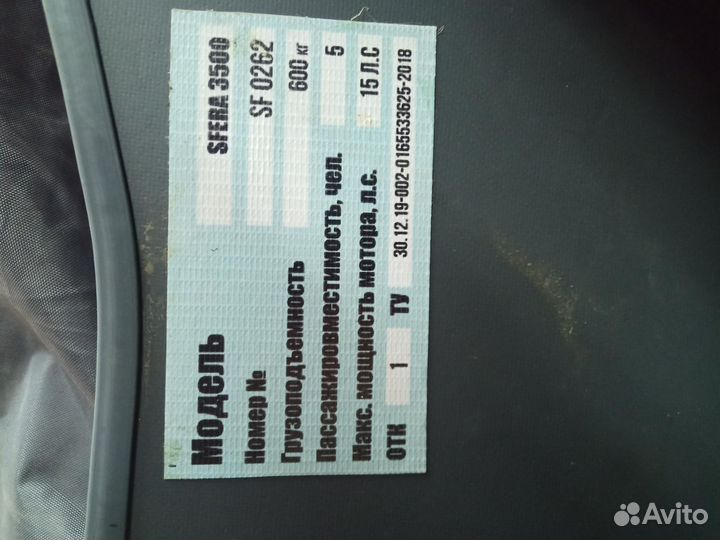 Модель SFERA 3500
Номер № SF 0262
Грузоподъемность 600 кг
Пассажировместимость, чел. 5
Макс. мощность мотора, л.с. 15 Л.С
ОТК 1 ТУ 30.12.19-002-0165533625-2018
Avito